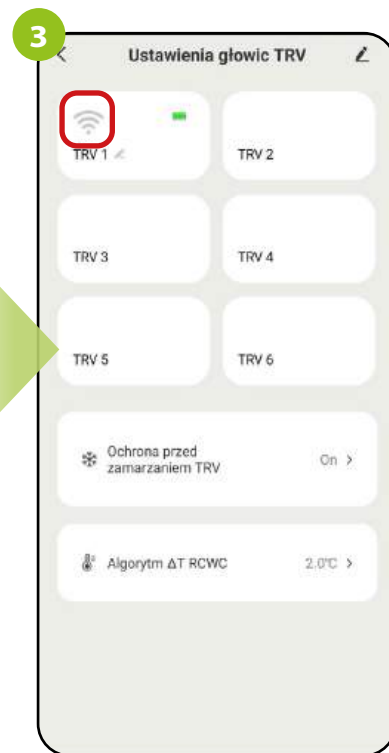 3
Ustawienia głowic TRV
TRV 1
TRV 2
TRV 3
TRV 4
TRV 5
TRV 6
Ochrona przed
zamarzaniem TRV
On >
Algorytm ΔT RCWC
2.0℃ >